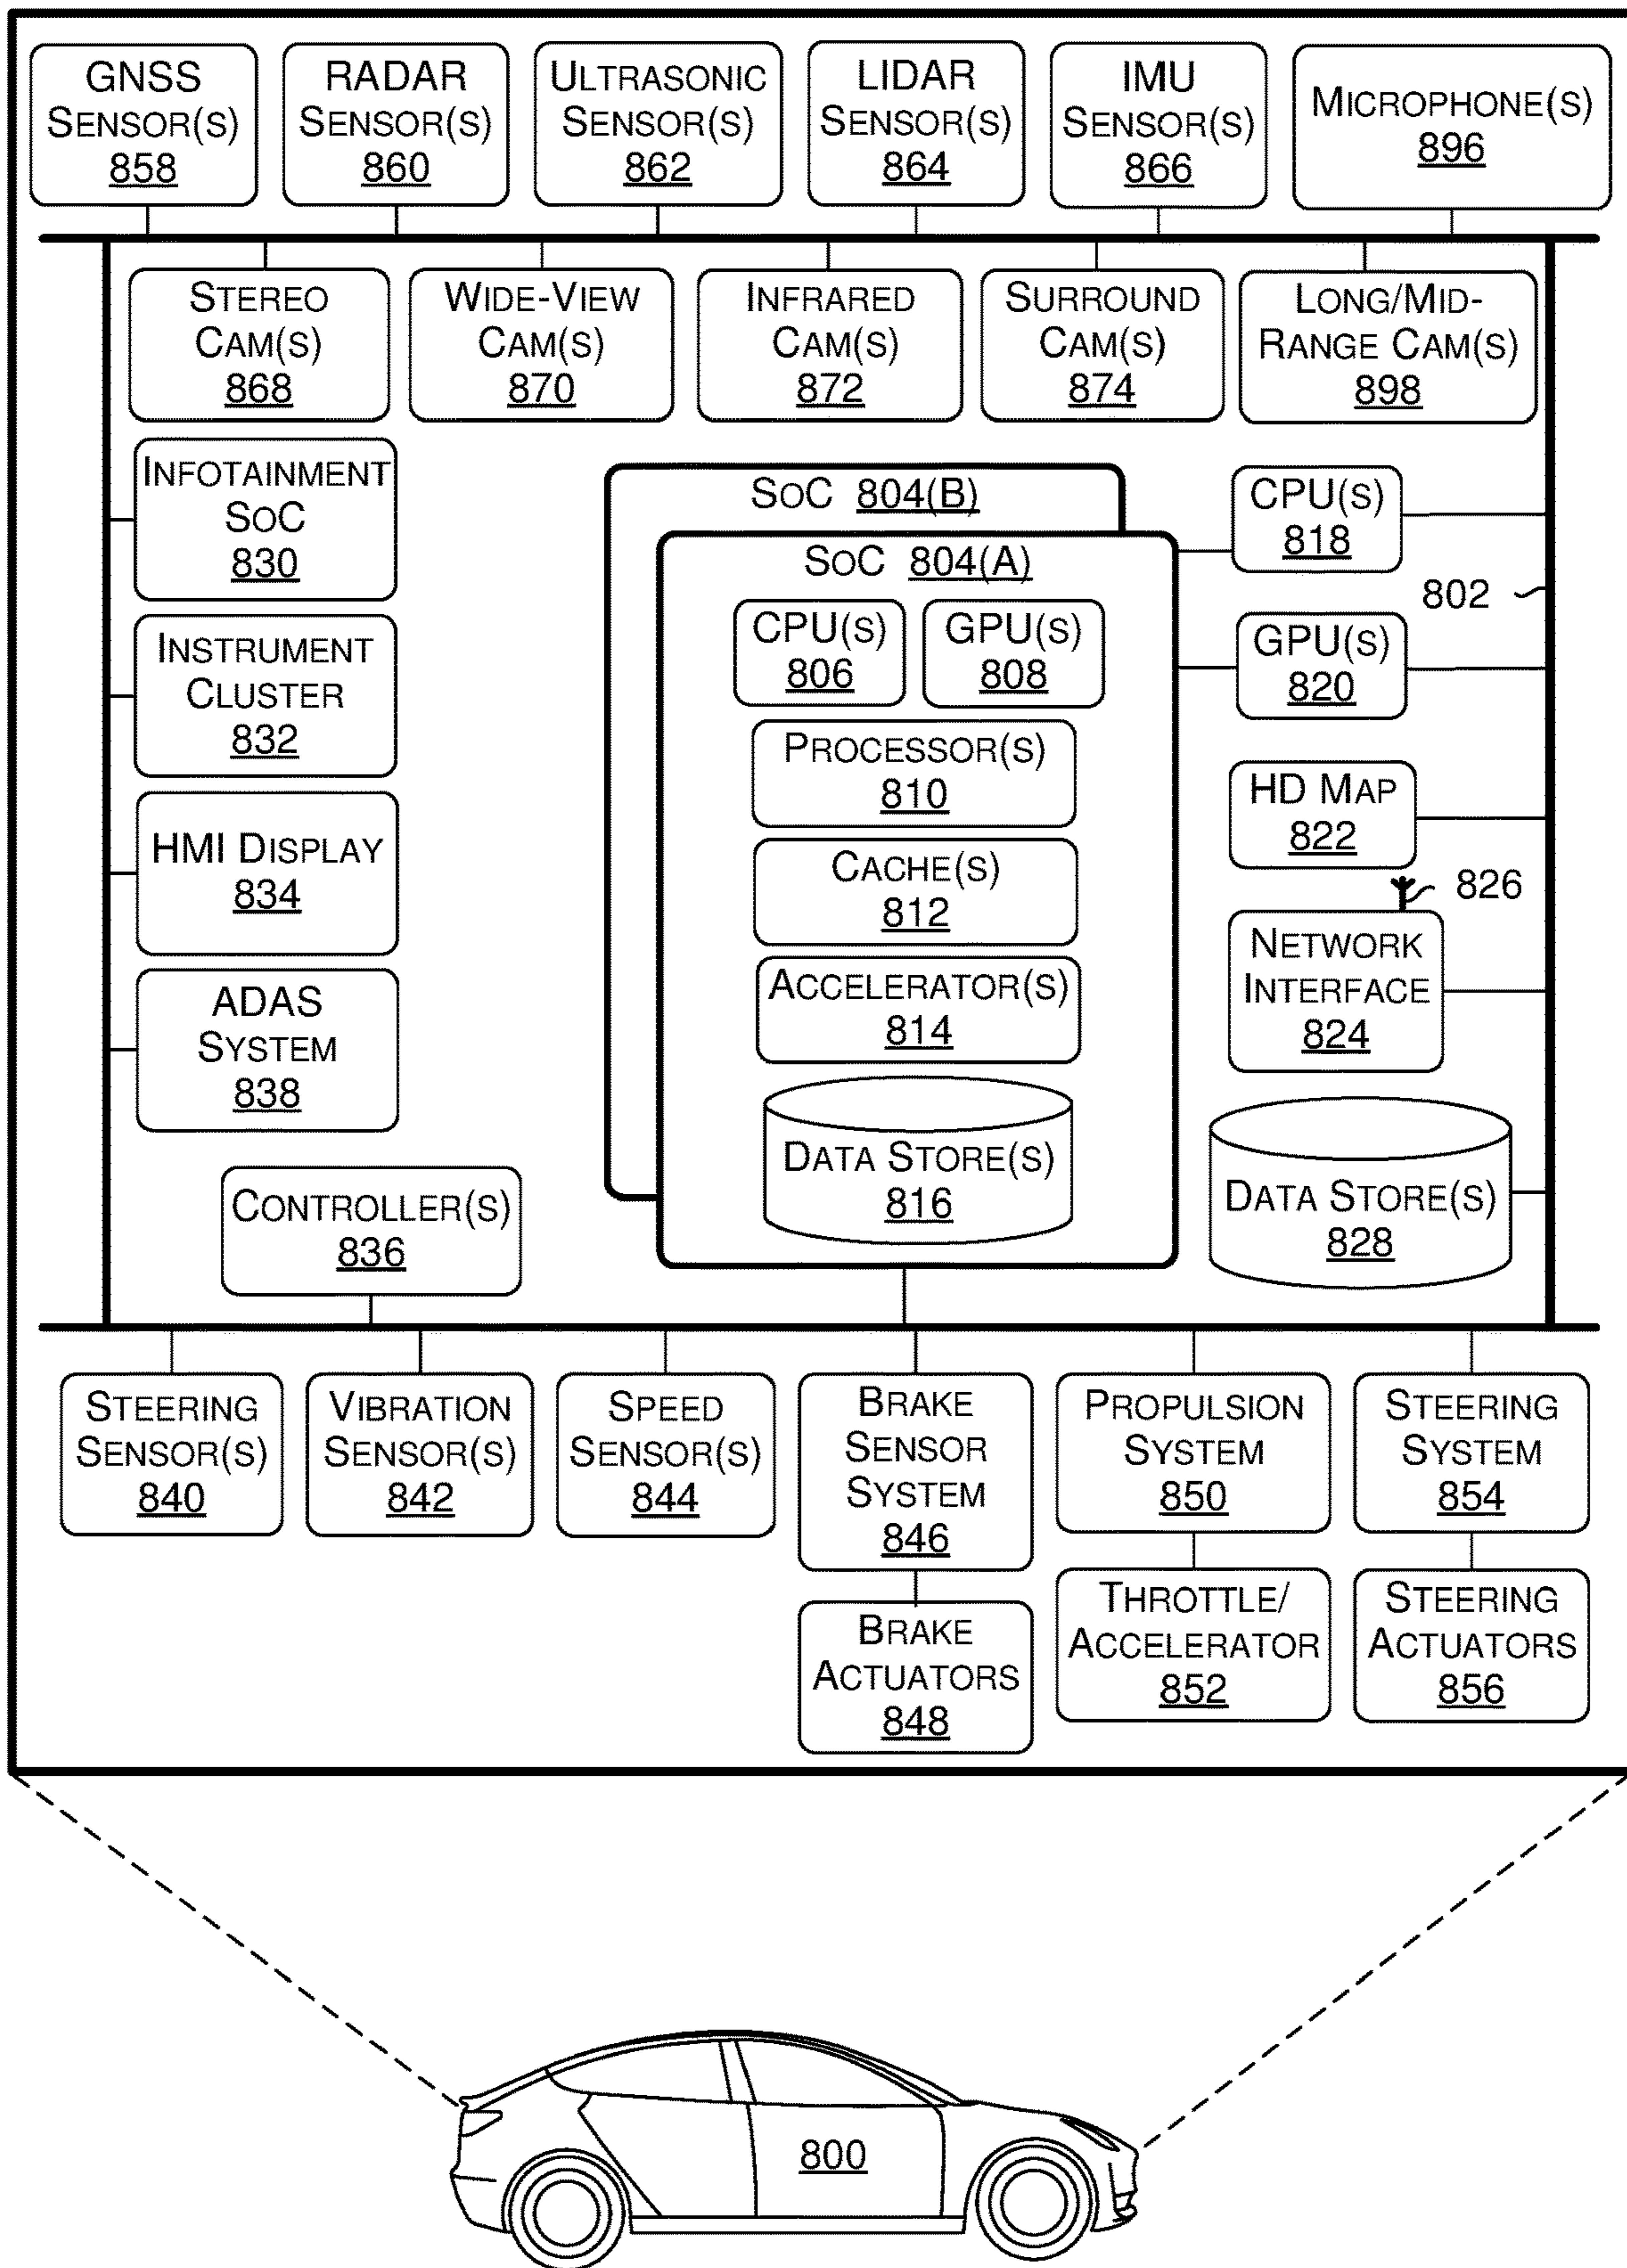 GNSS
SENSOR(S)
858
RADAR
SENSOR(S)
860
ULTRASONIC
SENSOR(S)
862
LIDAR
SENSOR(S)
864
IMU
SENSOR(S)
866
MICROPHONE(S)
896
STEREO
CAM(S)
868
WIDE-VIEW
CAM(S)
870
INFRARED
CAM(S)
872
SURROUND
CAM(S)
874
LONG/MID-
RANGE CAM(S)
898
INFOTAINMENT
SOC
830
INSTRUMENT
CLUSTER
832
HMI DISPLAY
834
ADAS
SYSTEM
838
CONTROLLER(S)
836
SOC 804(B)
SOC 804(A)
CPU(S)
806
GPU(S)
808
PROCESSOR(S)
810
CACHE(S)
812
ACCELERATOR(S)
814
DATA STORE(S)
816
CPU(S)
818
802
GPU(S)
820
HD MAP
822
826
NETWORK
INTERFACE
824
DATA STORE(S)
828
STEERING
SENSOR(S)
840
VIBRATION
SENSOR(S)
842
SPEED
SENSOR(S)
844
BRAKE
SENSOR
SYSTEM
846
PROPULSION
SYSTEM
850
STEERING
SYSTEM
854
BRAKE
ACTUATORS
848
THROTTLE/
ACCELERATOR
852
STEERING
ACTUATORS
856
800